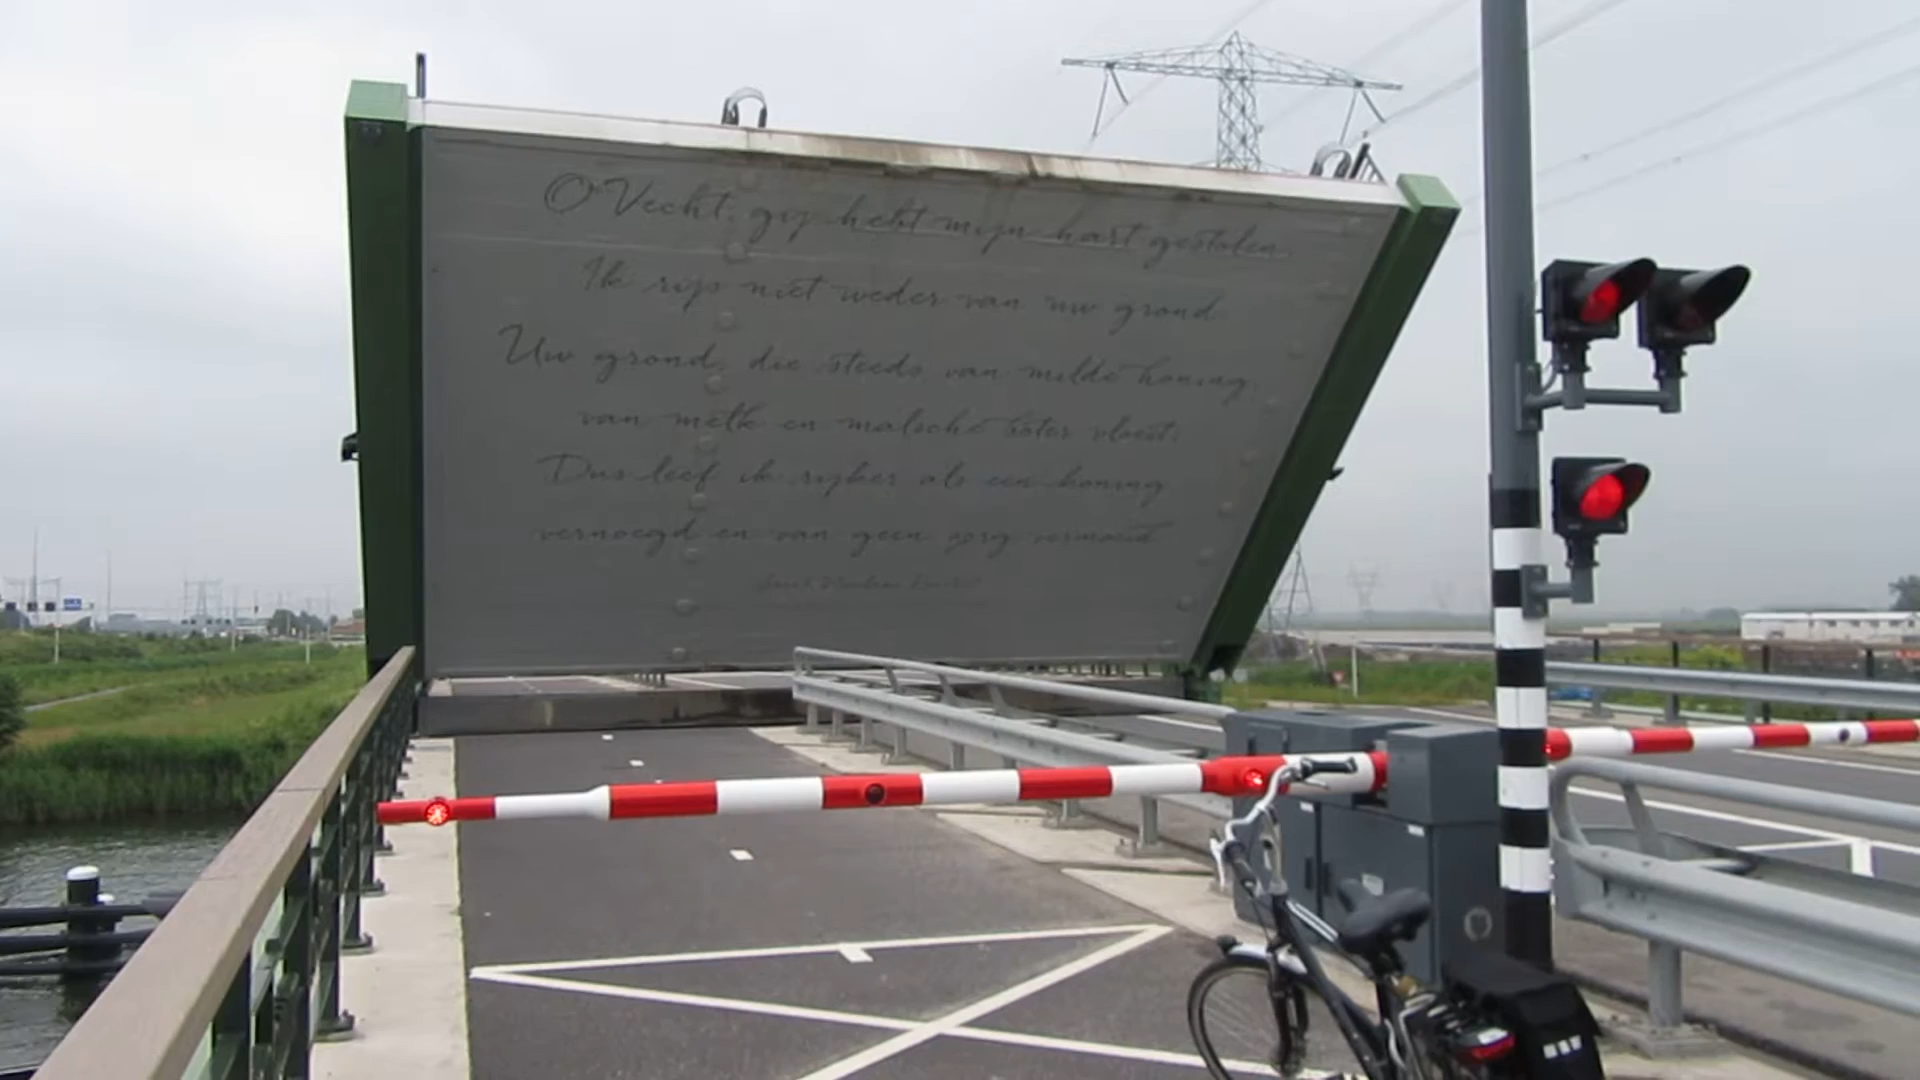 O Vecht, gij hebt mijn hart gestolen
Ik rijs niet weder van uw grond
Uw grond, die steeds van milde honing,
van melk en malsche boter vloeit;
Dus leef ik rijker als een koning
vernoegd en van geen zorg vermoeid